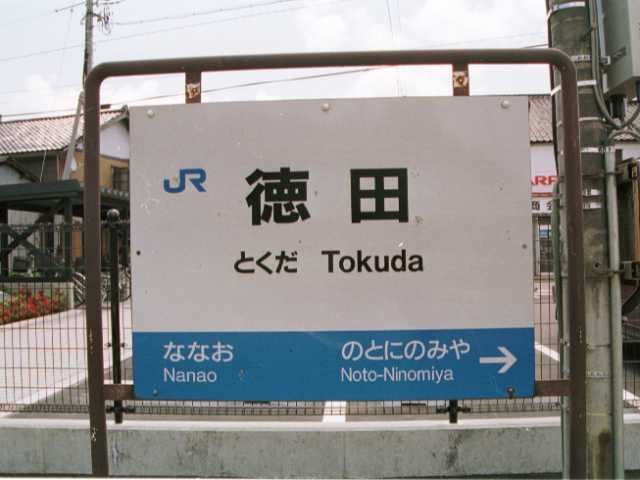 JR 徳田
とくだ Tokuda
ななお のとにのみや →
Nanao Noto-Ninomiya